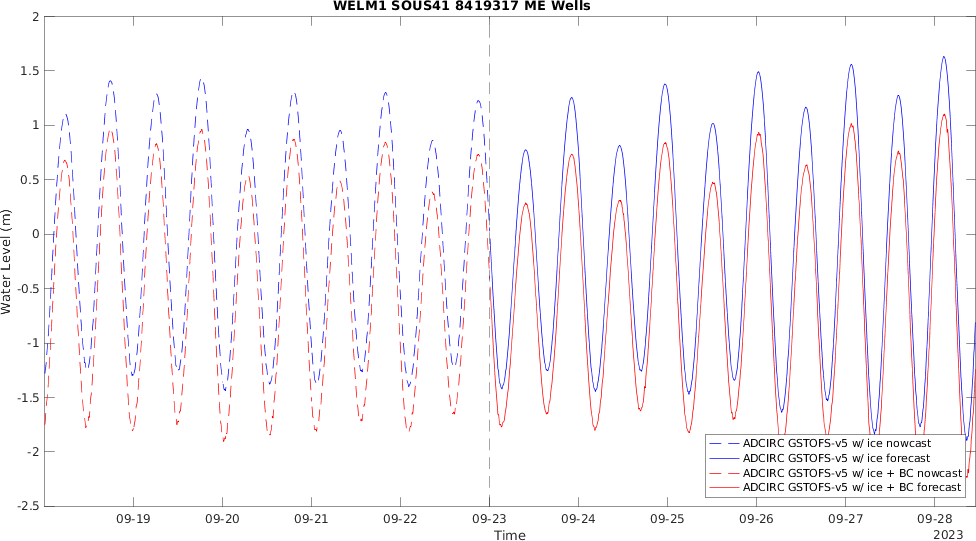 WELM1 SOUS41 8419317 ME Wells
2
1.5
1
0.5
0
-0.5
-1
-1.5
-2
-2.5
Water Level (m)
ADCIRC GSTOFS-v5 w/ ice nowcast
ADCIRC GSTOFS-v5 w/ ice forecast
ADCIRC GSTOFS-v5 w/ ice + BC nowcast
ADCIRC GSTOFS-v5 w/ ice + BC forecast
09-19 09-20 09-21 09-22 09-23 09-24 09-25 09-26 09-27 09-28
Time
2023